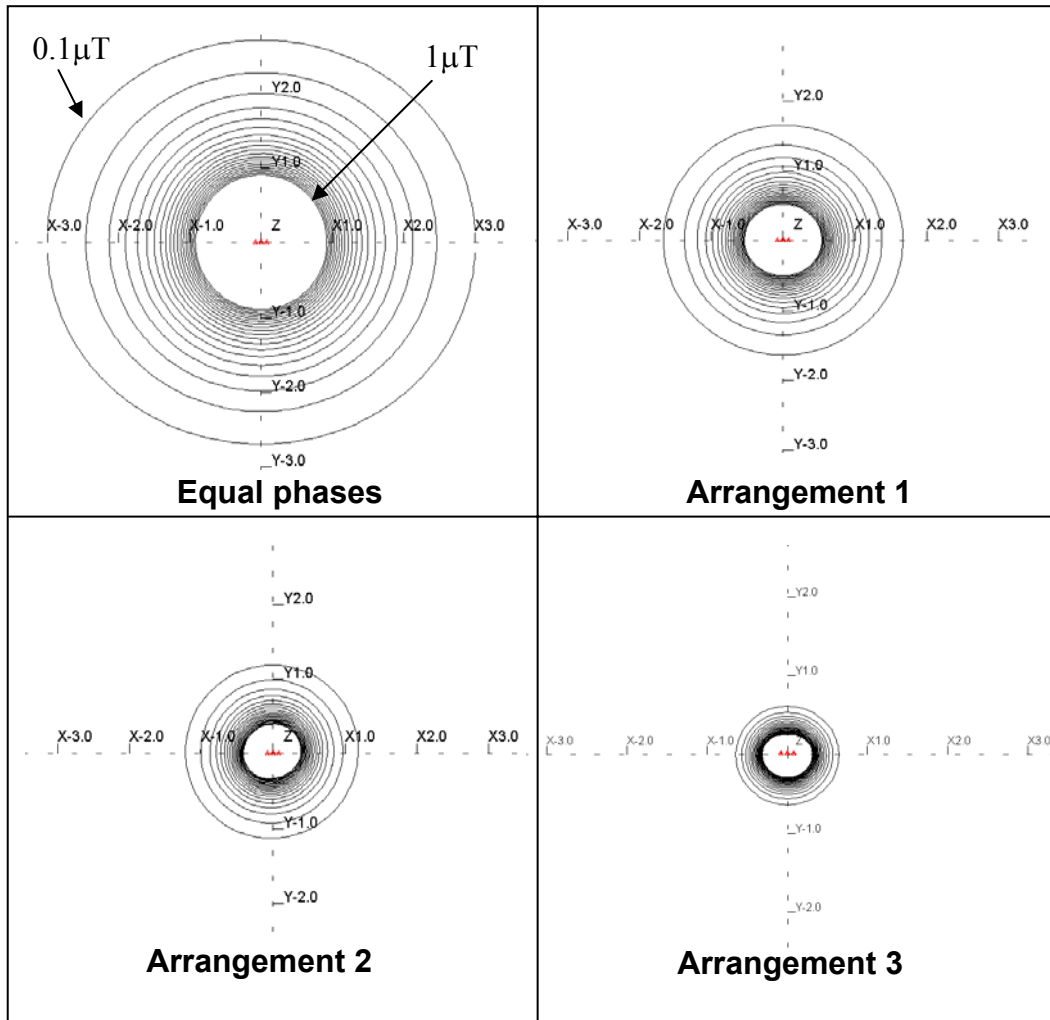 0.1µT
1µT
Y2.0
Y1.0
X-3.0 X-2.0 X-1.0 Z X1.0 X2.0 X3.0
Y-1.0
Y-2.0
Y-3.0
Equal phases
Y2.0
Y1.0
X-3.0 X-2.0 X-1.0 Z X1.0 X2.0 X3.0
Y-1.0
Y-2.0
Y-3.0
Arrangement 1
Y2.0
Y1.0
X-3.0 X-2.0 X-1.0 Z X1.0 X2.0 X3.0
Y-1.0
Y-2.0
Arrangement 2
Y2.0
Y1.0
X-3.0 X-2.0 X-1.0 Z X1.0 X2.0 X3.0
Y-1.0
Y-2.0
Arrangement 3